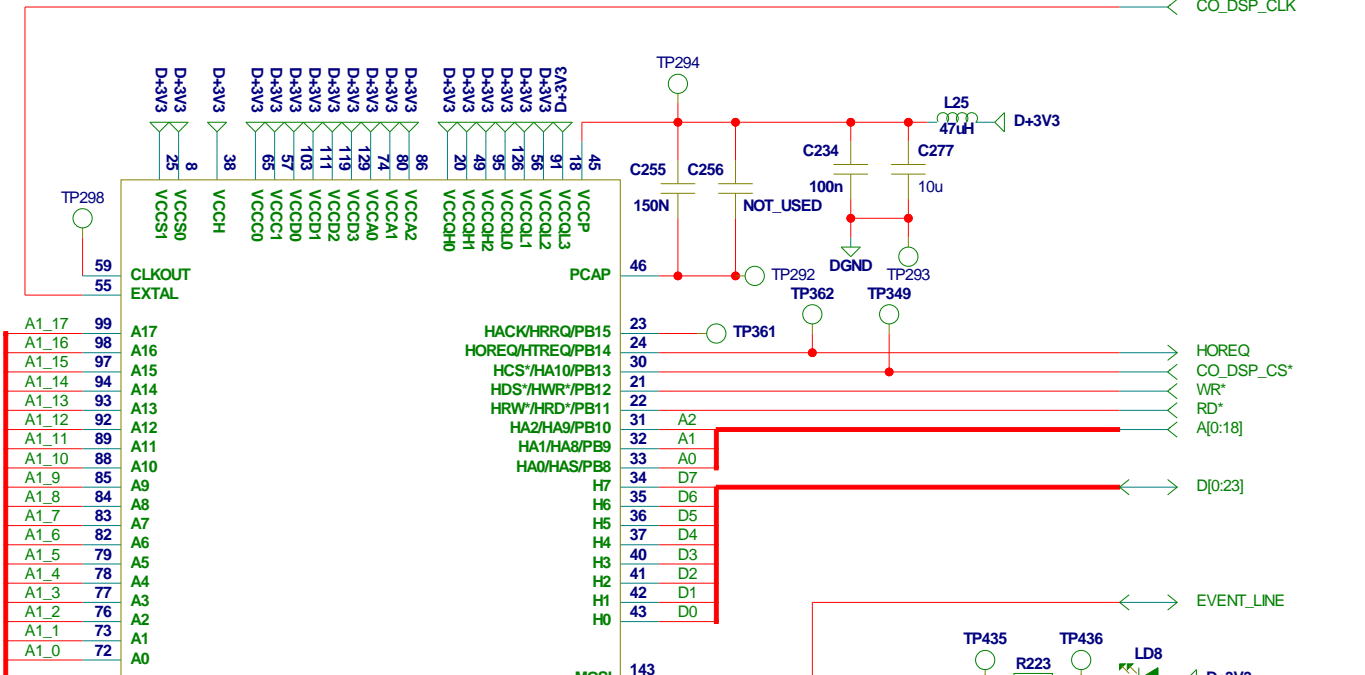 CO_DSP_CLK
TP294
D+3V3 D+3V3 D+3V3 D+3V3 D+3V3 D+3V3 D+3V3 D+3V3 D+3V3 D+3V3 D+3V3 D+3V3 D+3V3 D+3V3 D+3V3 D+3V3 D+3V3 D+3V3 D+3V3
L25
47uH
D+3V3
25 8 38 65 57 103 111 119 129 74 80 86 20 49 95 126 56 91 18 45
C255 C256 C234 C277
150N NOT_USED 100n 10u
TP298
VCCS1 VCCS0 VCCH VCCC0 VCCC1 VCCD0 VCCD1 VCCD2 VCCD3 VCCA0 VCCA1 VCCA2 VCCQH0 VCCQH1 VCCQH2 VCCQL0 VCCQL1 VCCQL2 VCCQL3 VCCP
DGND
59 CLKOUT PCAP 46 TP292 TP293
55 EXTAL TP362 TP349
A1_17 99 A17 HACK/HRRQ/PB15 23 TP361
A1_16 98 A16 HOREQ/HTREQ/PB14 24 HOREQ
A1_15 97 A15 HCS*/HA10/PB13 30 CO_DSP_CS*
A1_14 94 A14 HDS*/HWR*/PB12 21 WR*
A1_13 93 A13 HRW*/HRD*/PB11 22 RD*
A1_12 92 A12 HA2/HA9/PB10 31 A2 A[0:18]
A1_11 89 A11 HA1/HA8/PB9 32 A1
A1_10 88 A10 HA0/HAS/PB8 33 A0
A1_9 85 A9 H7 34 D7 D[0:23]
A1_8 84 A8 H6 35 D6
A1_7 83 A7 H5 36 D5
A1_6 82 A6 H4 37 D4
A1_5 79 A5 H3 40 D3
A1_4 78 A4 H2 41 D2
A1_3 77 A3 H1 42 D1 EVENT_LINE
A1_2 76 A2 H0 43 D0
A1_1 73 A1
A1_0 72 A0
TP435 TP436
R223 LD8
143
D+3V3